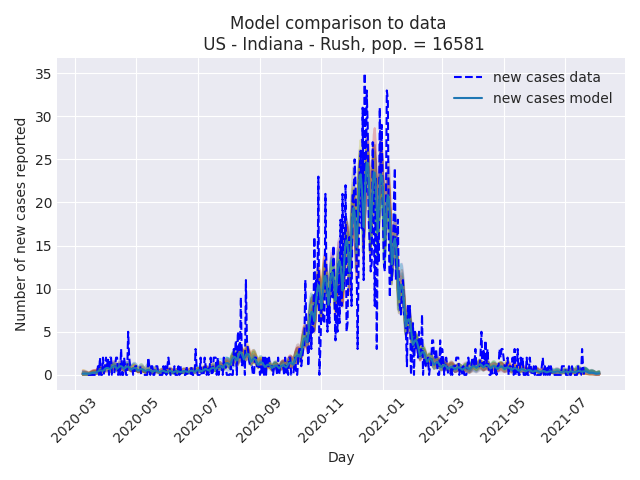 Model comparison to data
US - Indiana - Rush, pop. = 16581
new cases data
new cases model
Number of new cases reported
35
30
25
20
15
10
5
0
2020-03
2020-05
2020-07
2020-09
2020-11
2021-01
2021-03
2021-05
2021-07
Day